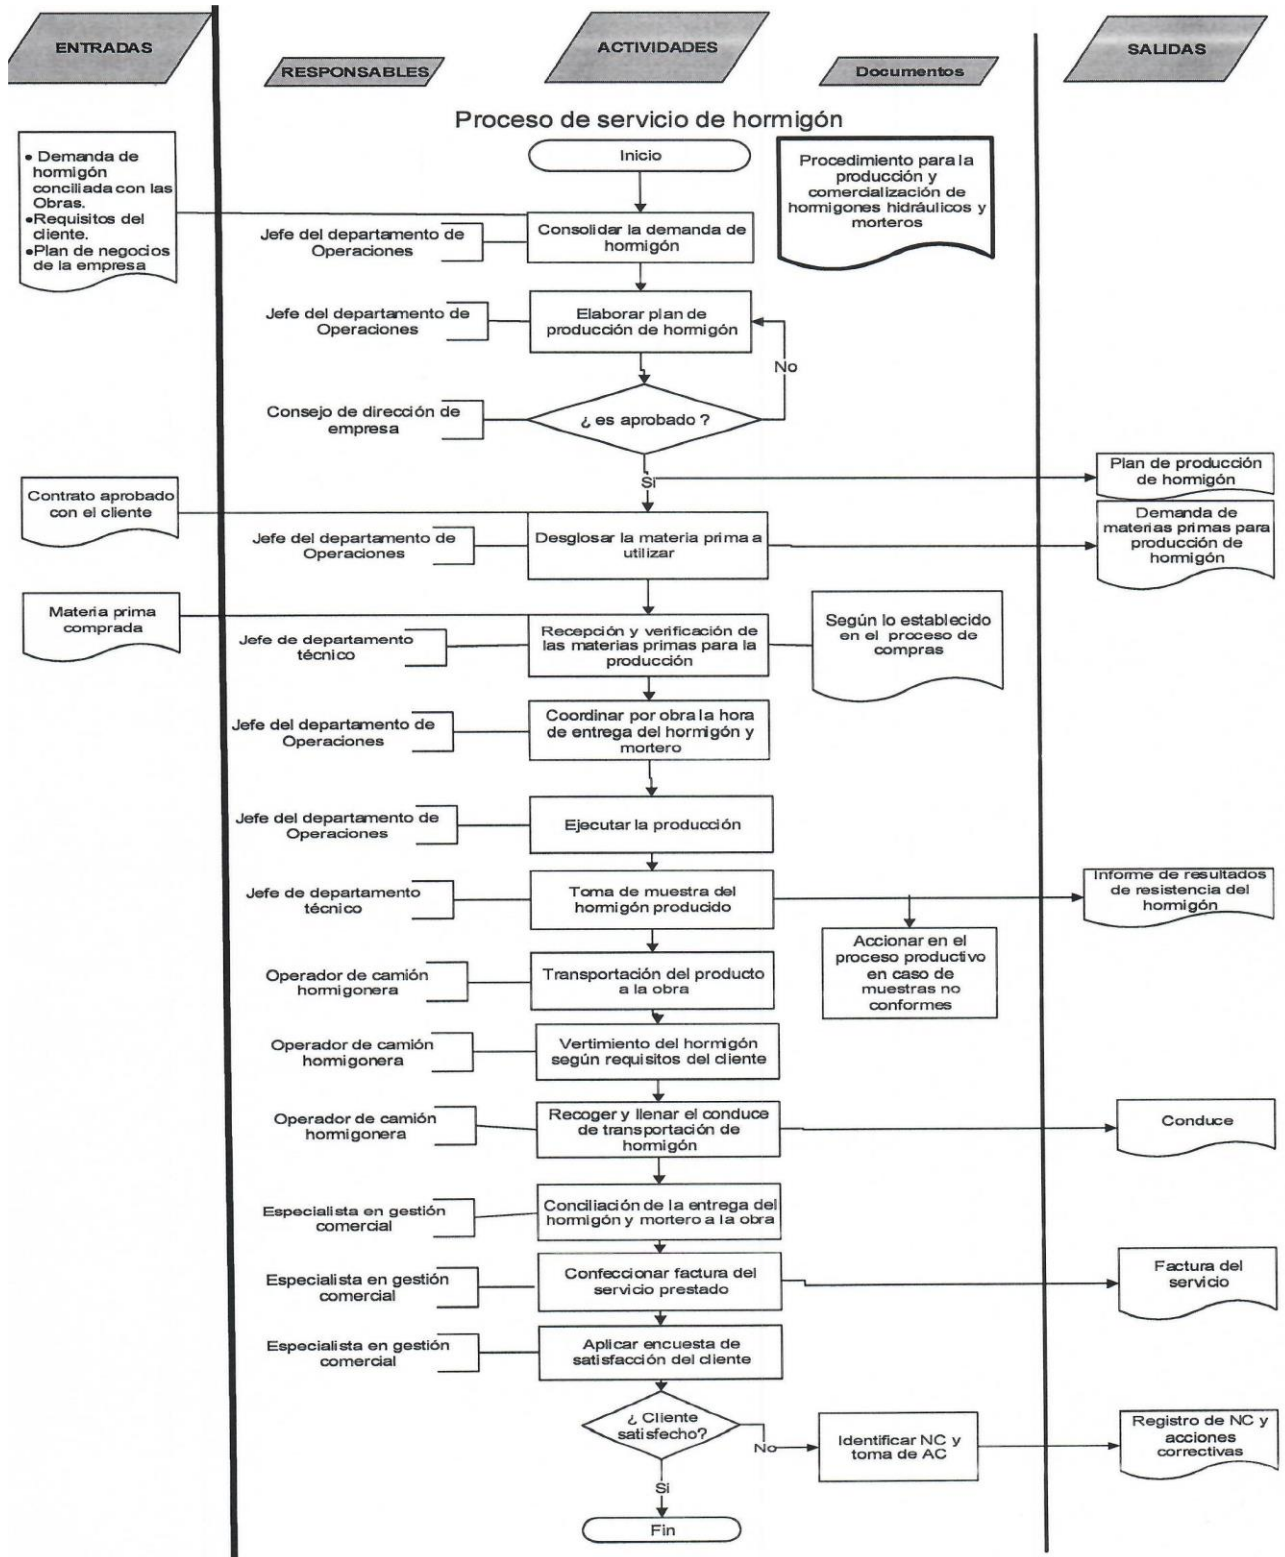 ENTRADAS
RESPONSABLES
ACTIVIDADES
Documentos
SALIDAS
Proceso de servicio de hormigón
Inicio
• Demanda de
hormigón
conciliada con las
Obras.
•Requisitos del
cliente.
•Plan de negocios
de la empresa
Procedimiento para la
producción y
comercialización de
hormigones hidráulicos y
morteros
Jefe del departamento de
Operaciones
Consolidar la demanda de
hormigón
Jefe del departamento de
Operaciones
Elaborar plan de
producción de hormigón
No
Consejo de dirección de
empresa
¿ es aprobado ?
Si
Plan de producción
de hormigón
Contrato aprobado
con el cliente
Jefe del departamento de
Operaciones
Desglosar la materia prima a
utilizar
Demanda de
materias primas para
producción de
hormigón
Materia prima
comprada
Jefe de departamento
técnico
Recepción y verificación de
las materias primas para la
producción
Según lo establecido
en el proceso de
compras
Jefe del departamento de
Operaciones
Coordinar por obra la hora
de entrega del hormigón y
mortero
Jefe del departamento de
Operaciones
Ejecutar la producción
Jefe de departamento
técnico
Toma de muestra del
hormigón producido
Informe de resultados
de resistencia del
hormigón
Accionar en el
proceso productivo
en caso de
muestras no
conformes
Operador de camión
hormigonera
Transportación del producto
a la obra
Operador de camión
hormigonera
Vertimiento del hormigón
según requisitos del cliente
Operador de camión
hormigonera
Recoger y llenar el conduce
de transportación de
hormigón
Conduce
Especialista en gestión
comercial
Conciliación de la entrega del
hormigón y mortero a la obra
Especialista en gestión
comercial
Confeccionar factura del
servicio prestado
Factura del
servicio
Especialista en gestión
comercial
Aplicar encuesta de
satisfacción del cliente
¿ Cliente
satisfecho?
No
Identificar NC y
toma de AC
Registro de NC y
acciones
correctivas
Si
Fin